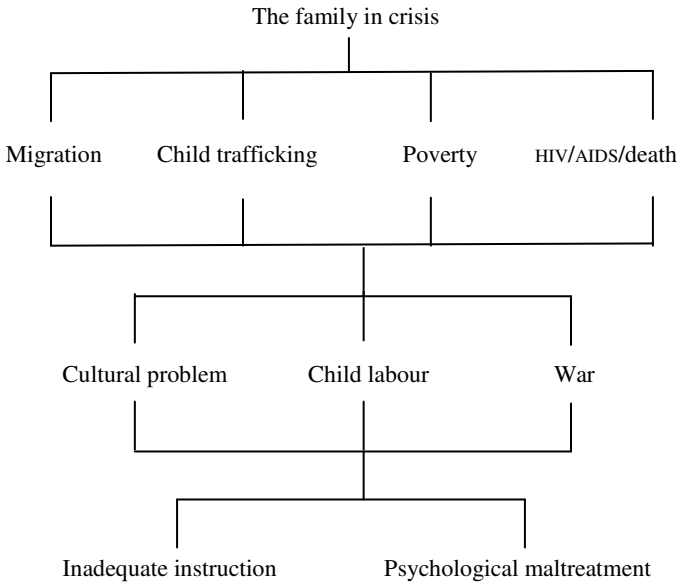 The family in crisis
Migration Child trafficking Poverty HIV/AIDS/death
Cultural problem Child labour War
Inadequate instruction Psychological maltreatment